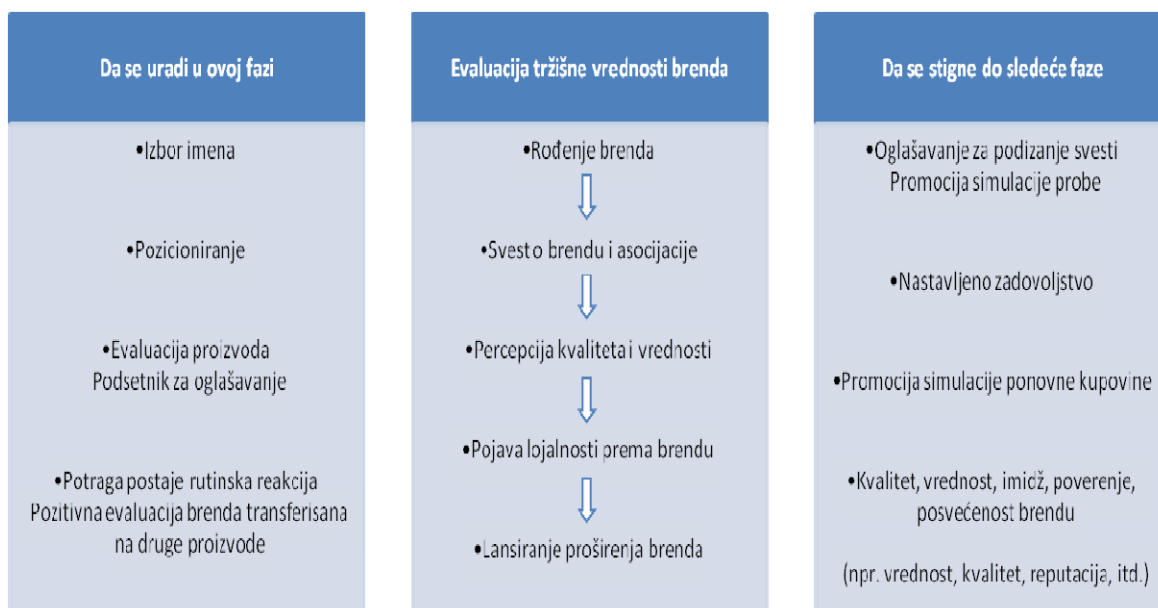 Da se uradi u ovoj fazi
•Izbor imena
•Pozicioniranje
•Evaluacija proizvoda
Podsetnik za oglašavanje
•Potraga postaje rutinska reakcija
Pozitivna evaluacija brenda transferisana
na druge proizvode
Evaluacija tržišne vrednosti brenda
•Rođenje brenda
•Svest o brendu i asocijacije
•Percepcija kvaliteta i vrednosti
•Pojava lojalnosti prema brendu
•Lansiranje proširenja brenda
Da se stigne do sledeće faze
•Oglašavanje za podizanje svesti
Promocija simulacije probe
•Nastavljeno zadovoljstvo
•Promocija simulacije ponovne kupovine
•Kvalitet, vrednost, imidž, poverenje,
posvećenost brendu
(npr. vrednost, kvalitet, reputacija, itd.)